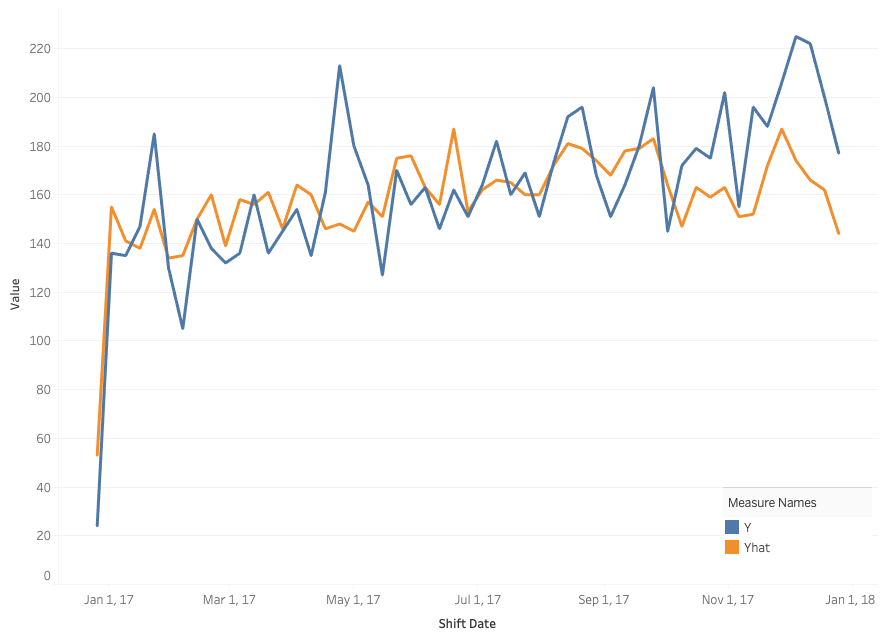 220
200
180
160
140
120
100
80
60
40
20
0
Value
Jan 1, 17 Mar 1, 17 May 1, 17 Jul 1, 17 Sep 1, 17 Nov 1, 17 Jan 1, 18
Shift Date
Measure Names
Y
Yhat